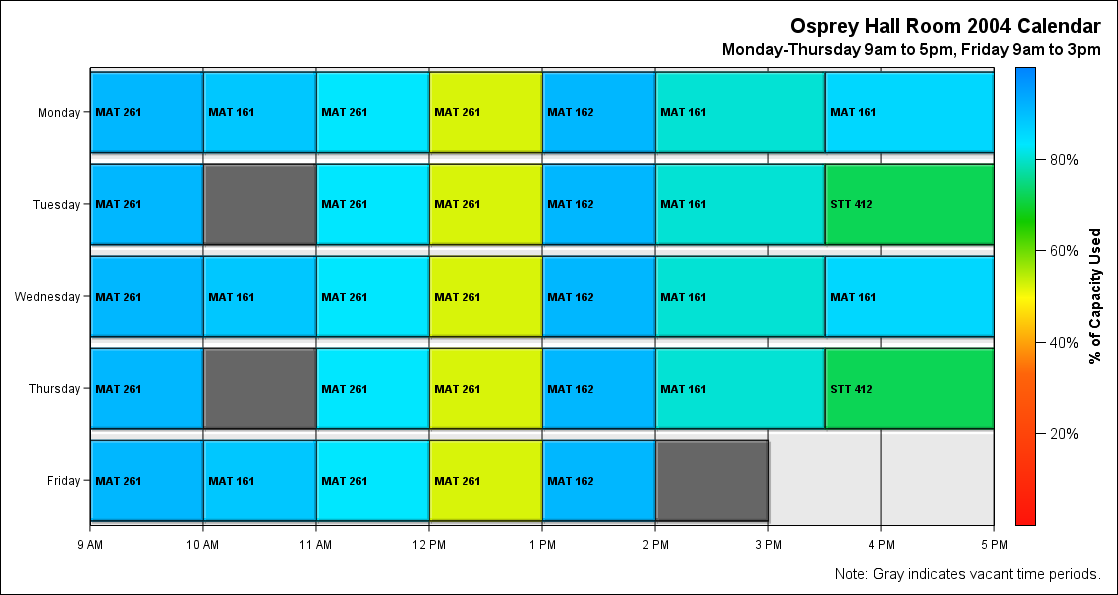 Osprey Hall Room 2004 Calendar
Monday-Thursday 9am to 5pm, Friday 9am to 3pm
Monday
MAT 261 MAT 161 MAT 261 MAT 261 MAT 162 MAT 161 MAT 161
Tuesday
MAT 261 MAT 261 MAT 261 MAT 162 MAT 161 STT 412
Wednesday
MAT 261 MAT 161 MAT 261 MAT 261 MAT 162 MAT 161 MAT 161
Thursday
MAT 261 MAT 261 MAT 261 MAT 162 MAT 161 STT 412
Friday
MAT 261 MAT 161 MAT 261 MAT 261 MAT 162
9 AM 10 AM 11 AM 12 PM 1 PM 2 PM 3 PM 4 PM 5 PM
80%
60%
40%
20%
% of Capacity Used
Note: Gray indicates vacant time periods.